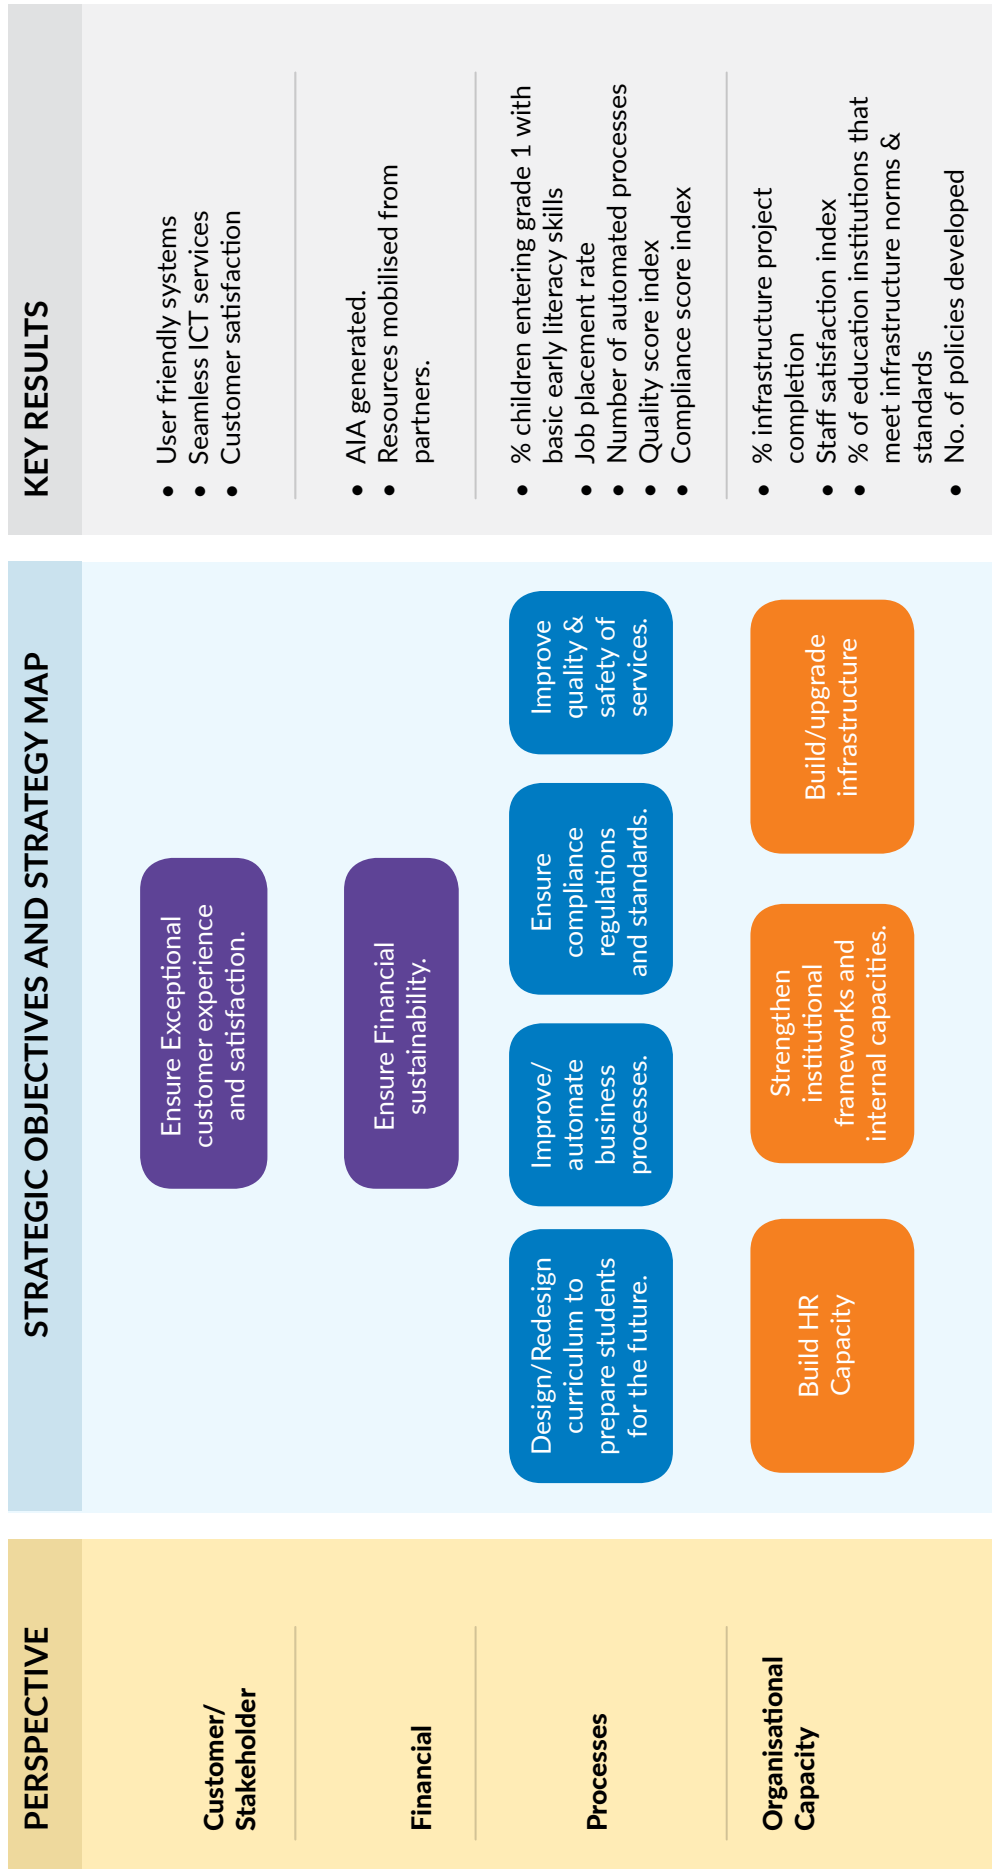 PERSPECTIVE
STRATEGIC OBJECTIVES AND STRATEGY MAP
KEY RESULTS
Customer/
Stakeholder
Ensure Exceptional
customer experience
and satisfaction.
• User friendly systems
• Seamless ICT services
• Customer satisfaction
Financial
Ensure Financial
sustainability.
• AIA generated.
• Resources mobilised from
partners.
Processes
Design/Redesign
curriculum to
prepare students
for the future.
Improve/
automate
business
processes.
Ensure
compliance
regulations
and standards.
Improve
quality &
safety of
services.
• % children entering grade 1 with
basic early literacy skills
• Job placement rate
• Number of automated processes
• Quality score index
• Compliance score index
Organisational
Capacity
Build HR
Capacity
Strengthen
institutional
frameworks and
internal capacities.
Build/upgrade
infrastructure
• % infrastructure project
completion
• Staff satisfaction index
• % of education institutions that
meet infrastructure norms &
standards
• No. of policies developed